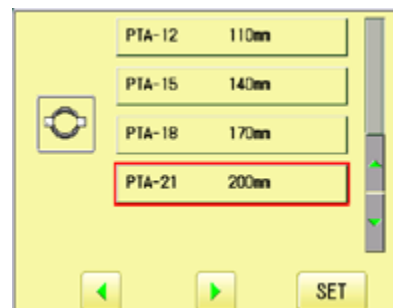 PTA-12 110mm
PTA-15 140mm
PTA-18 170mm
PTA-21 200mm
SET